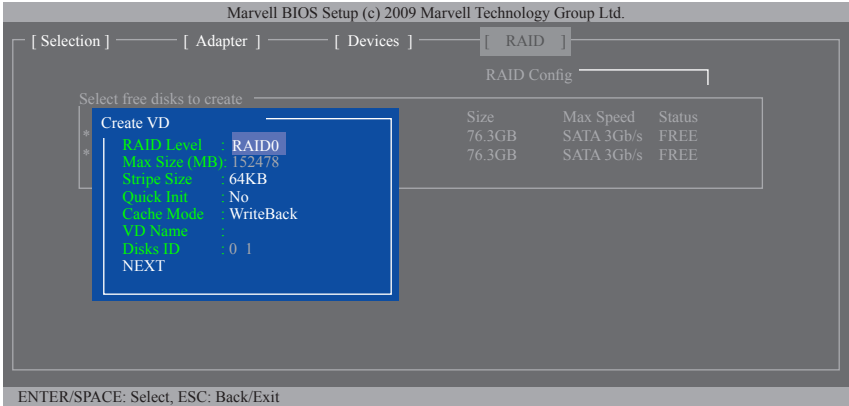 Marvell BIOS Setup (c) 2009 Marvell Technology Group Ltd.
[ Selection ] [ Adapter ] [ Devices ] [ RAID ]
RAID Config
Select free disks to create
Size Max Speed Status
* 76.3GB SATA 3Gb/s FREE
* 76.3GB SATA 3Gb/s FREE
Create VD
RAID Level : RAID0
Max Size (MB): 152478
Stripe Size : 64KB
Quick Init : No
Cache Mode : WriteBack
VD Name :
Disks ID : 0 1
NEXT
ENTER/SPACE: Select, ESC: Back/Exit